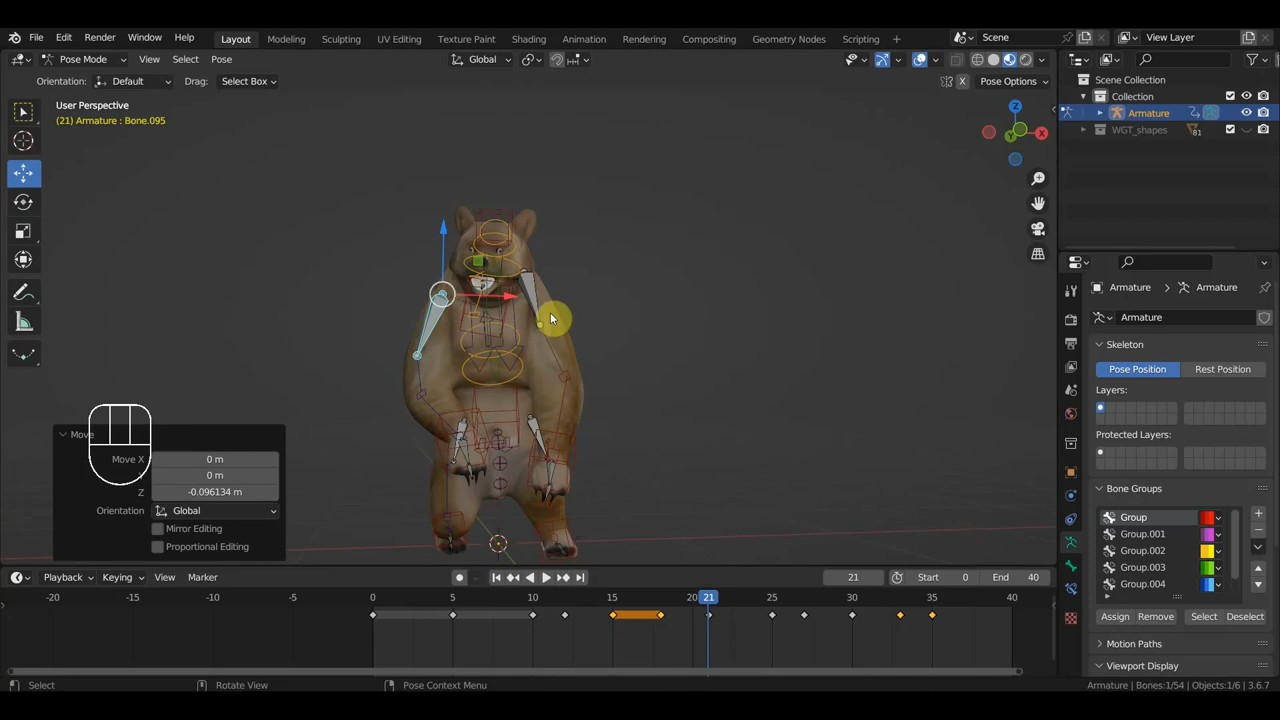 File Edit Render Window Help Layout Modeling Sculpting UV Editing Texture Paint Shading Animation Rendering Compositing Geometry Nodes Scripting + Scene View Layer
Pose Mode View Select Pose Global
Orientation: Default Drag: Select Box X Pose Options
User Perspective
(21) Armature : Bone.095
Z
X
Y
Scene Collection
Collection
Armature
WGT_shapes 81
Armature Armature
Armature
Skeleton
Pose Position Rest Position
Layers:
Protected Layers:
Bone Groups
Group
Group.001
Group.002
Group.003
Group.004
Assign Remove Select Deselect
Motion Paths
Viewport Display
Move
Move X 0 m
0 m
Z -0.096134 m
Orientation Global
Mirror Editing
Proportional Editing
Playback Keying View Marker 21 Start 0 End 40
-20 -10 0 5 10 15 20 21 25 30 35 40
Select Rotate View Pose Context Menu Armature | Bones:1/54 | Objects:1/6 | 3.6.7